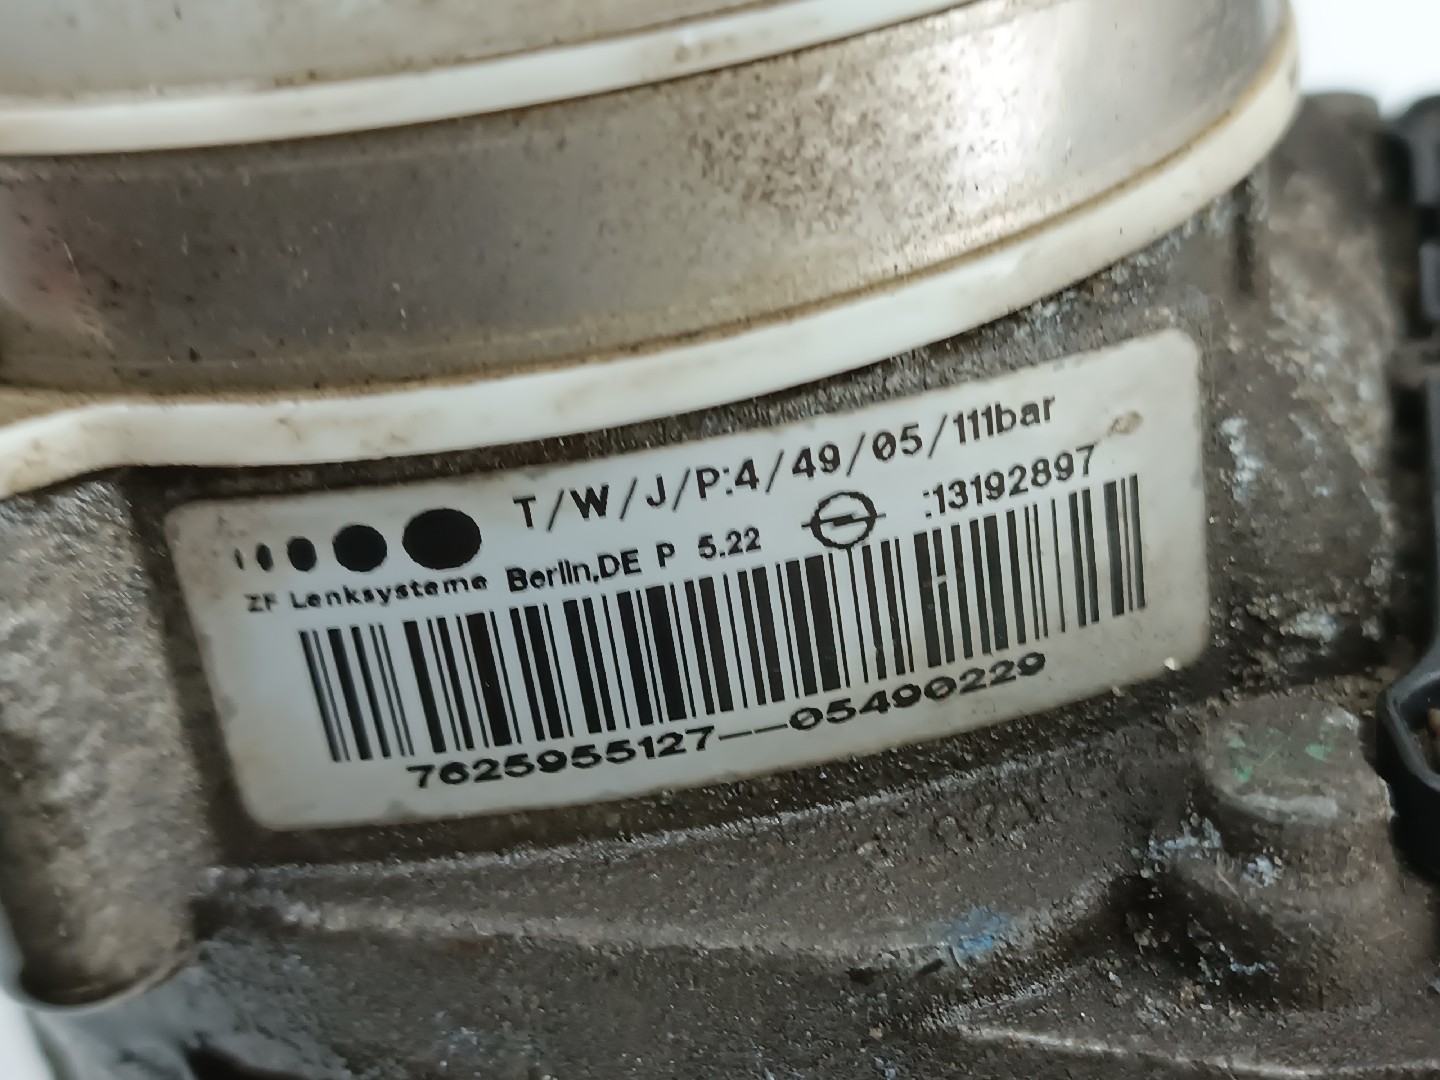 T/W/J/P:4/49/05/111bar
ZF Lenksysteme Berlin,DE P 5.22 :13192897
7625955127--05490229